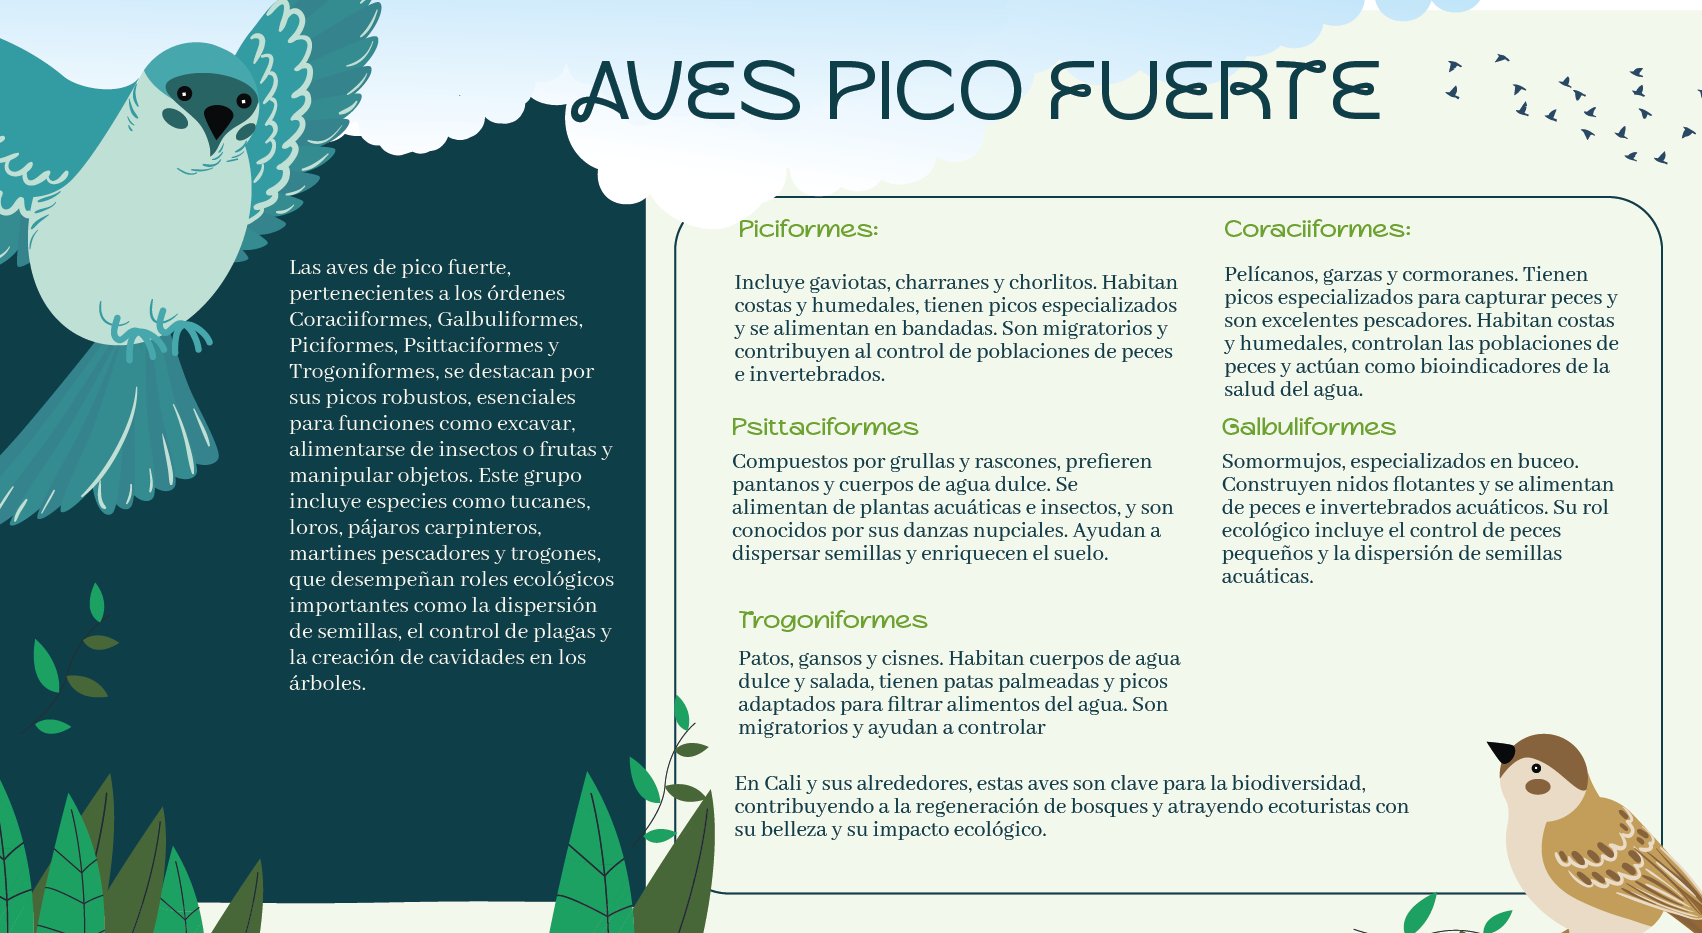 AVES PICO FUERTE
Las aves de pico fuerte,
pertenecientes a los órdenes
Coraciiformes, Galbuliformes,
Piciformes, Psittaciformes y
Trogoniformes, se destacan por
sus picos robustos, esenciales
para funciones como excavar,
alimentarse de insectos o frutas y
manipular objetos. Este grupo
incluye especies como tucanes,
loros, pájaros carpinteros,
martines pescadores y trogones,
que desempeñan roles ecológicos
importantes como la dispersión
de semillas, el control de plagas y
la creación de cavidades en los
árboles.
Piciformes:
Incluye gaviotas, charranes y chorlitos. Habitan
costas y humedales, tienen picos especializados
y se alimentan en bandadas. Son migratorios y
contribuyen al control de poblaciones de peces
e invertebrados.
Coraciiformes:
Pelícanos, garzas y cormoranes. Tienen
picos especializados para capturar peces y
son excelentes pescadores. Habitan costas
y humedales, controlan las poblaciones de
peces y actúan como bioindicadores de la
salud del agua.
Psittaciformes
Compuestos por grullas y rascones, prefieren
pantanos y cuerpos de agua dulce. Se
alimentan de plantas acuáticas e insectos, y son
conocidos por sus danzas nupciales. Ayudan a
dispersar semillas y enriquecen el suelo.
Galbuliformes
Somormujos, especializados en buceo.
Construyen nidos flotantes y se alimentan
de peces e invertebrados acuáticos. Su rol
ecológico incluye el control de peces
pequeños y la dispersión de semillas
acuáticas.
Trogoniformes
Patos, gansos y cisnes. Habitan cuerpos de agua
dulce y salada, tienen patas palmeadas y picos
adaptados para filtrar alimentos del agua. Son
migratorios y ayudan a controlar
En Cali y sus alrededores, estas aves son clave para la biodiversidad,
contribuyendo a la regeneración de bosques y atrayendo ecoturistas con
su belleza y su impacto ecológico.